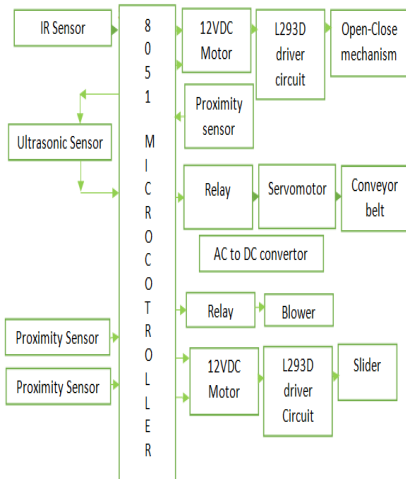 IR Sensor
Ultrasonic Sensor
Proximity Sensor
Proximity Sensor
8
0
5
1
M
I
C
R
O
C
O
T
R
O
L
L
E
R
12VDC
Motor
L293D
driver
circuit
Open-Close
mechanism
Proximity
sensor
Relay
Servomotor
Conveyor
belt
AC to DC convertor
Relay
Blower
12VDC
Motor
L293D
driver
Circuit
Slider